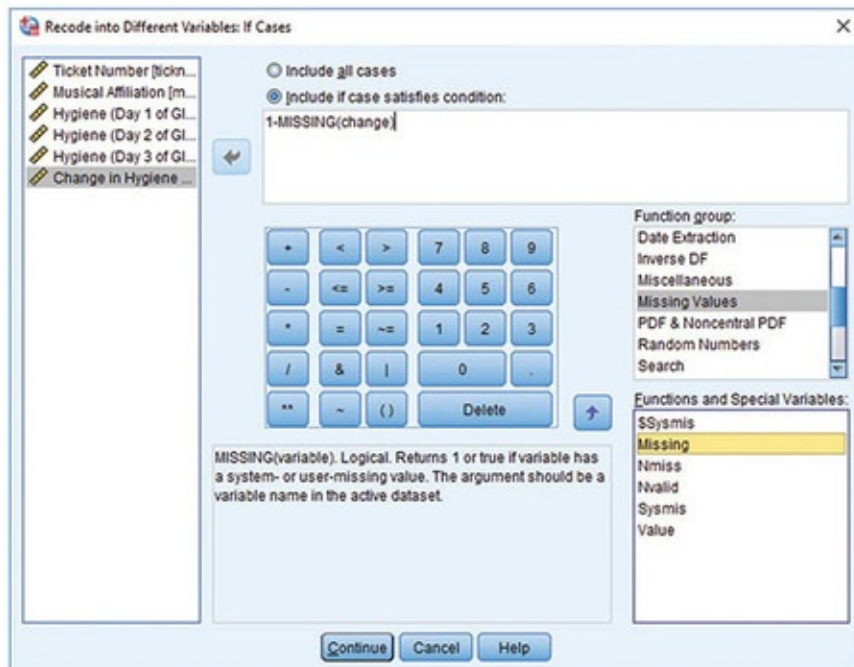 Recode into Different Variables: If Cases
Ticket Number [tickn...
Musical Affiliation [m...
Hygiene (Day 1 of Gl...
Hygiene (Day 2 of Gl...
Hygiene (Day 3 of Gl...
Change in Hygiene ...
Include all cases
Include if case satisfies condition:
1-MISSING(change)
+ < > 7 8 9
- <= >= 4 5 6
* = ~= 1 2 3
/ & | 0 .
** ~ ( ) Delete
MISSING(variable). Logical. Returns 1 or true if variable has
a system- or user-missing value. The argument should be a
variable name in the active dataset.
Function group:
Date Extraction
Inverse DF
Miscellaneous
Missing Values
PDF & Noncentral PDF
Random Numbers
Search
Functions and Special Variables:
$Sysmis
Missing
Nmiss
Nvalid
Sysmis
Value
Continue Cancel Help